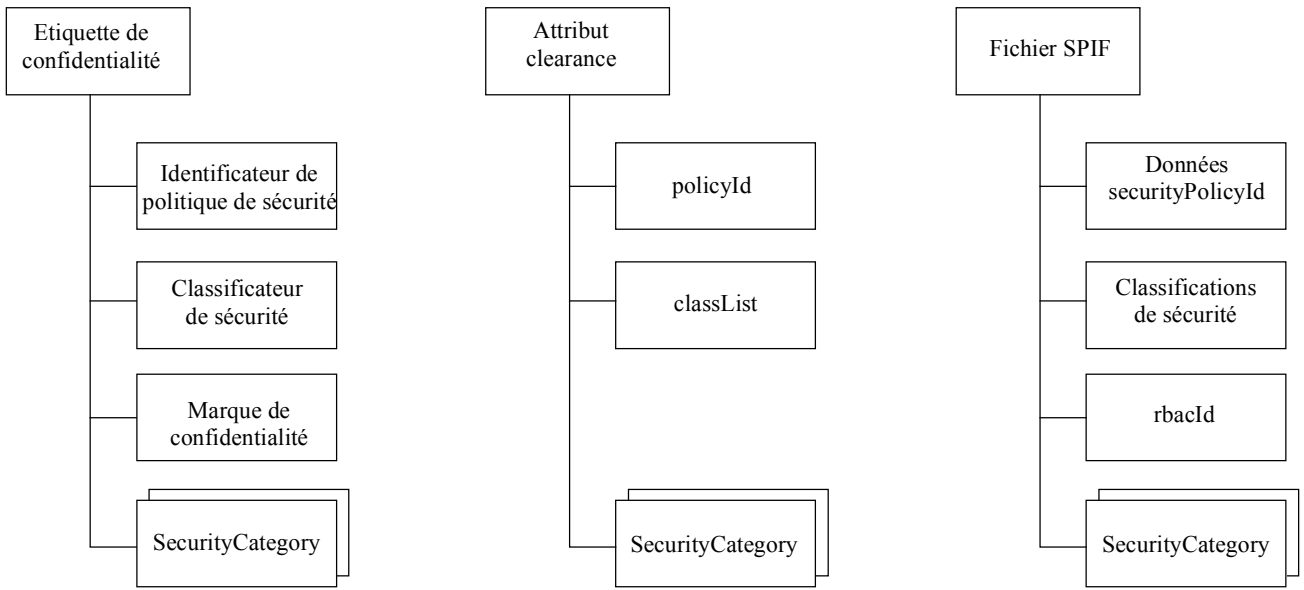 Etiquette de
confidentialité
Identificateur de
politique de sécurité
Classificateur
de sécurité
Marque de
confidentialité
SecurityCategory
Attribut
clearance
policyId
classList
SecurityCategory
Fichier SPIF
Données
securityPolicyId
Classifications
de sécurité
rbacId
SecurityCategory